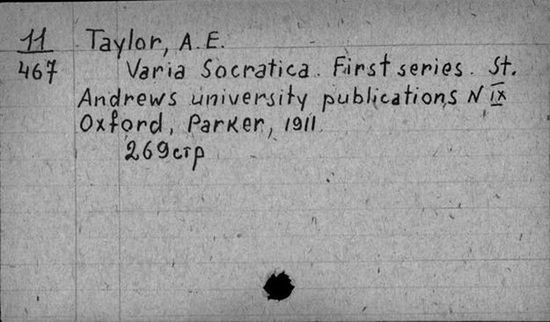 11 Taylor, A.E.
467 Varia Socratica. First series. St.
Andrews university publications N IX
Oxford, Parker, 1911.
269стр